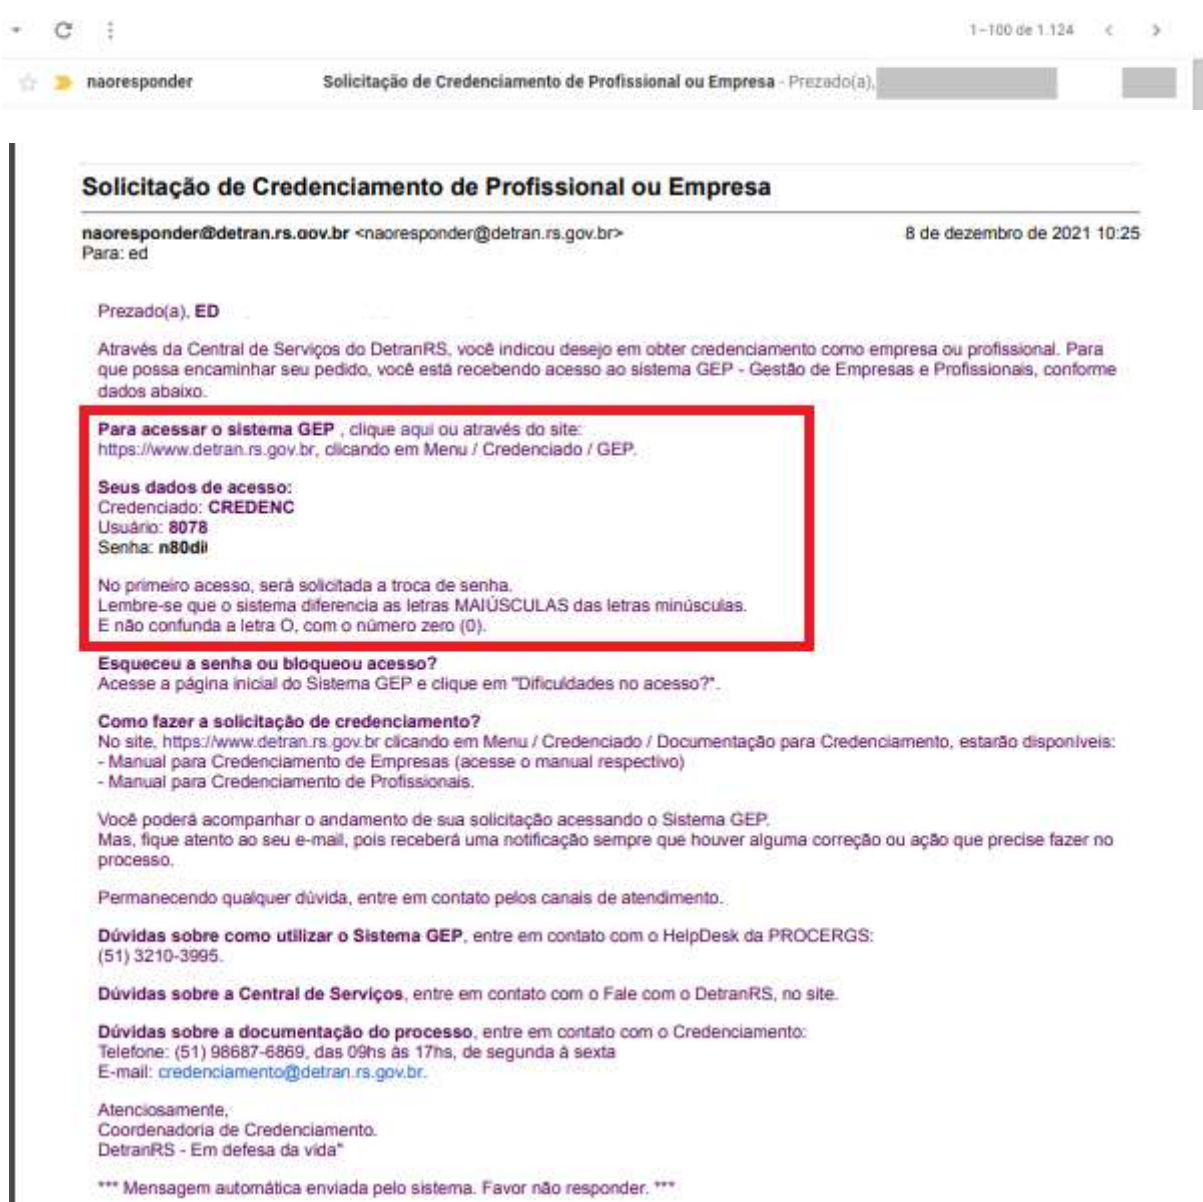 1–100 de 1.124
naoresponder Solicitação de Credenciamento de Profissional ou Empresa - Prezado(a),
Solicitação de Credenciamento de Profissional ou Empresa
naoresponder@detran.rs.gov.br <naoresponder@detran.rs.gov.br> 8 de dezembro de 2021 10:25
Para: ed
Prezado(a), ED
Através da Central de Serviços do DetranRS, você indicou desejo em obter credenciamento como empresa ou profissional. Para
que possa encaminhar seu pedido, você está recebendo acesso ao sistema GEP - Gestão de Empresas e Profissionais, conforme
dados abaixo.
Para acessar o sistema GEP , clique aqui ou através do site:
https://www.detran.rs.gov.br, clicando em Menu / Credenciado / GEP.
Seus dados de acesso:
Credenciado: CREDENC
Usuário: 8078
Senha: n80di
No primeiro acesso, será solicitada a troca de senha.
Lembre-se que o sistema diferencia as letras MAIÚSCULAS das letras minúsculas.
E não confunda a letra O, com o número zero (0).
Esqueceu a senha ou bloqueou acesso?
Acesse a página inicial do Sistema GEP e clique em "Dificuldades no acesso?".
Como fazer a solicitação de credenciamento?
No site, https://www.detran.rs.gov.br clicando em Menu / Credenciado / Documentação para Credenciamento, estarão disponíveis:
- Manual para Credenciamento de Empresas (acesse o manual respectivo)
- Manual para Credenciamento de Profissionais.
Você poderá acompanhar o andamento de sua solicitação acessando o Sistema GEP.
Mas, fique atento ao seu e-mail, pois receberá uma notificação sempre que houver alguma correção ou ação que precise fazer no
processo.
Permanecendo qualquer dúvida, entre em contato pelos canais de atendimento.
Dúvidas sobre como utilizar o Sistema GEP, entre em contato com o HelpDesk da PROCERGS:
(51) 3210-3995.
Dúvidas sobre a Central de Serviços, entre em contato com o Fale com o DetranRS, no site.
Dúvidas sobre a documentação do processo, entre em contato com o Credenciamento:
Telefone: (51) 98687-6869, das 09hs às 17hs, de segunda à sexta
E-mail: credenciamento@detran.rs.gov.br.
Atenciosamente,
Coordenadoria de Credenciamento.
DetranRS - Em defesa da vida"
*** Mensagem automática enviada pelo sistema. Favor não responder. ***